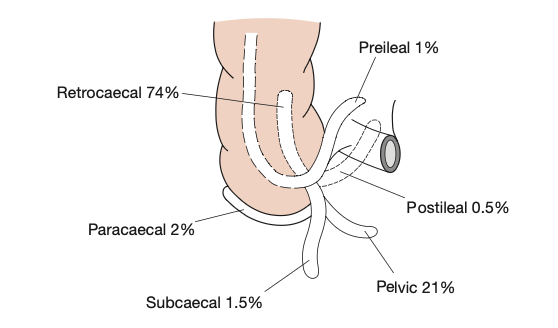 Preileal 1%
Retrocaecal 74%
Postileal 0.5%
Paracaecal 2%
Pelvic 21%
Subcaecal 1.5%